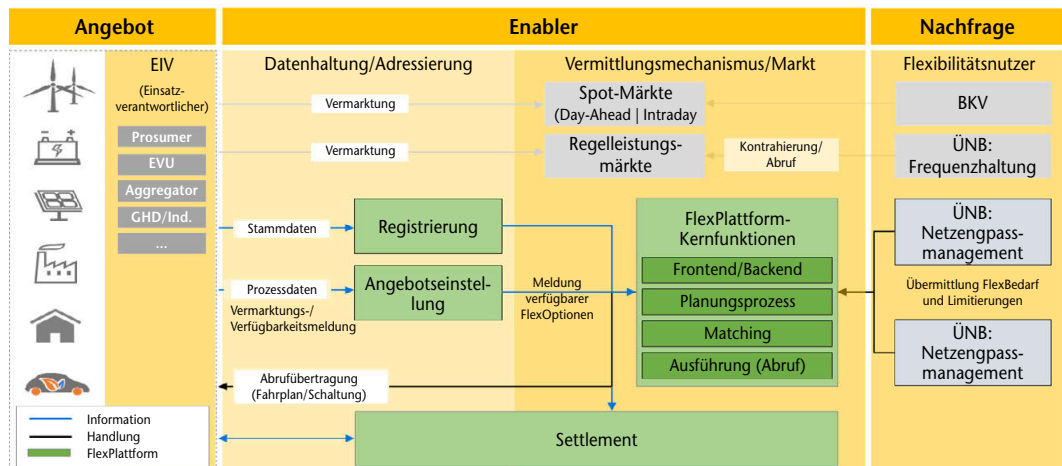 Angebot
Enabler
Nachfrage
EIV
(Einsatz-
verantwortlicher)
Prosumer
EVU
Aggregator
GHD/Ind.
...
Datenhaltung/Adressierung
Vermittlungsmechanismus/Markt
Flexibilitätsnutzer
Vermarktung
Spot-Märkte
(Day-Ahead | Intraday
BKV
Vermarktung
Regelleistungs-
märkte
Kontrahierung/
Abruf
ÜNB:
Frequenzhaltung
Stammdaten
Registrierung
FlexPlattform-
Kernfunktionen
Frontend/Backend
Planungsprozess
Matching
Ausführung (Abruf)
ÜNB:
Netzengpass-
management
Prozessdaten
Vermarktungs-/
Verfügbarkeitsmeldung
Angebotseinstel-
lung
Meldung
verfügbarer
FlexOptionen
Übermittlung FlexBedarf
und Limitierungen
ÜNB:
Netzengpass-
management
Abrufübertragung
(Fahrplan/Schaltung)
Settlement
Information
Handlung
FlexPlattform